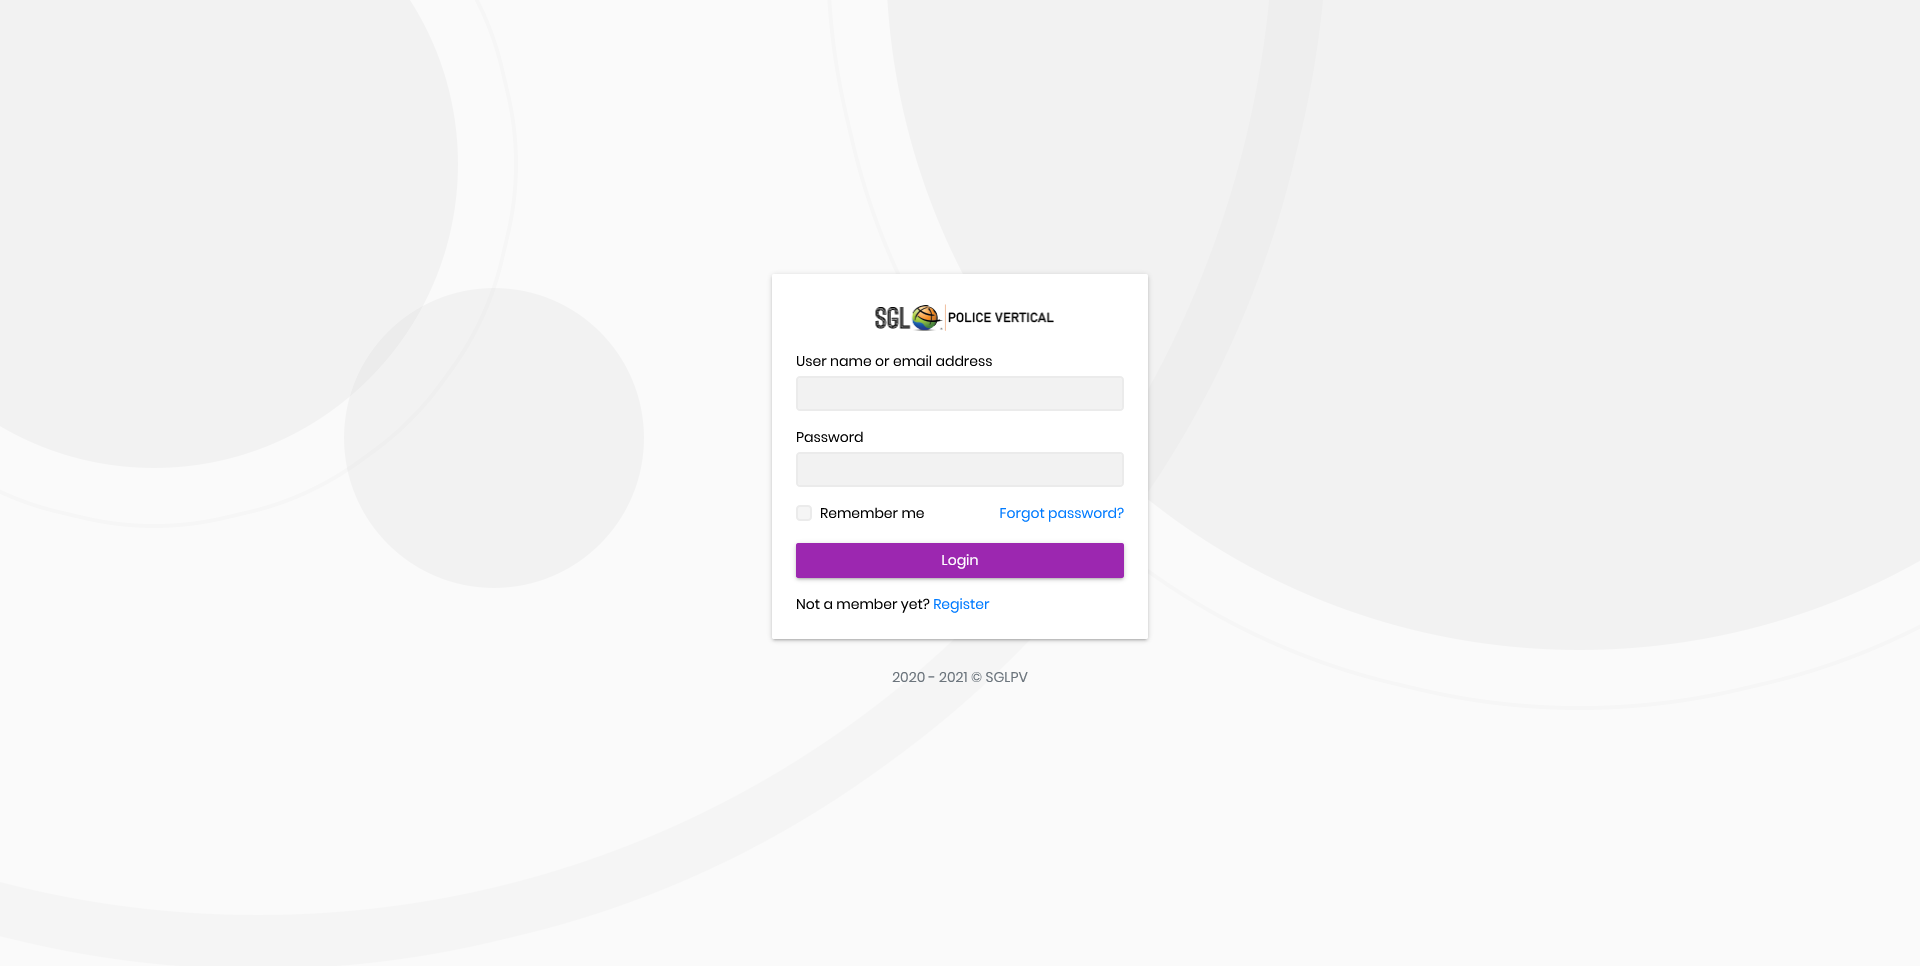 SGL POLICE VERTICAL
User name or email address
Password
Remember me Forgot password?
Login
Not a member yet? Register
2020 - 2021 © SGLPV